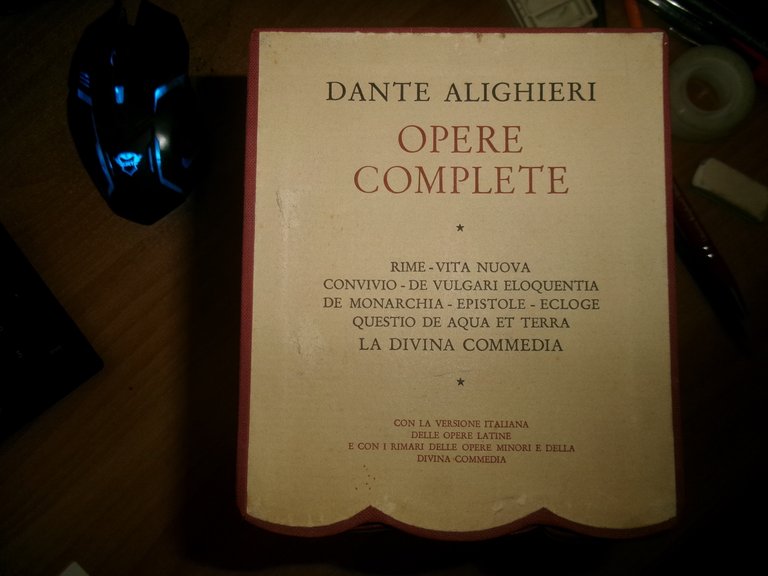 DANTE ALIGHIERI
OPERE
COMPLETE
RIME - VITA NUOVA
CONVIVIO - DE VULGARI ELOQUENTIA
DE MONARCHIA - EPISTOLE - ECLOGE
QUESTIO DE AQUA ET TERRA
LA DIVINA COMMEDIA
CON LA VERSIONE ITALIANA
DELLE OPERE LATINE
E CON I RIMARI DELLE OPERE MINORI E DELLA
DIVINA COMMEDIA